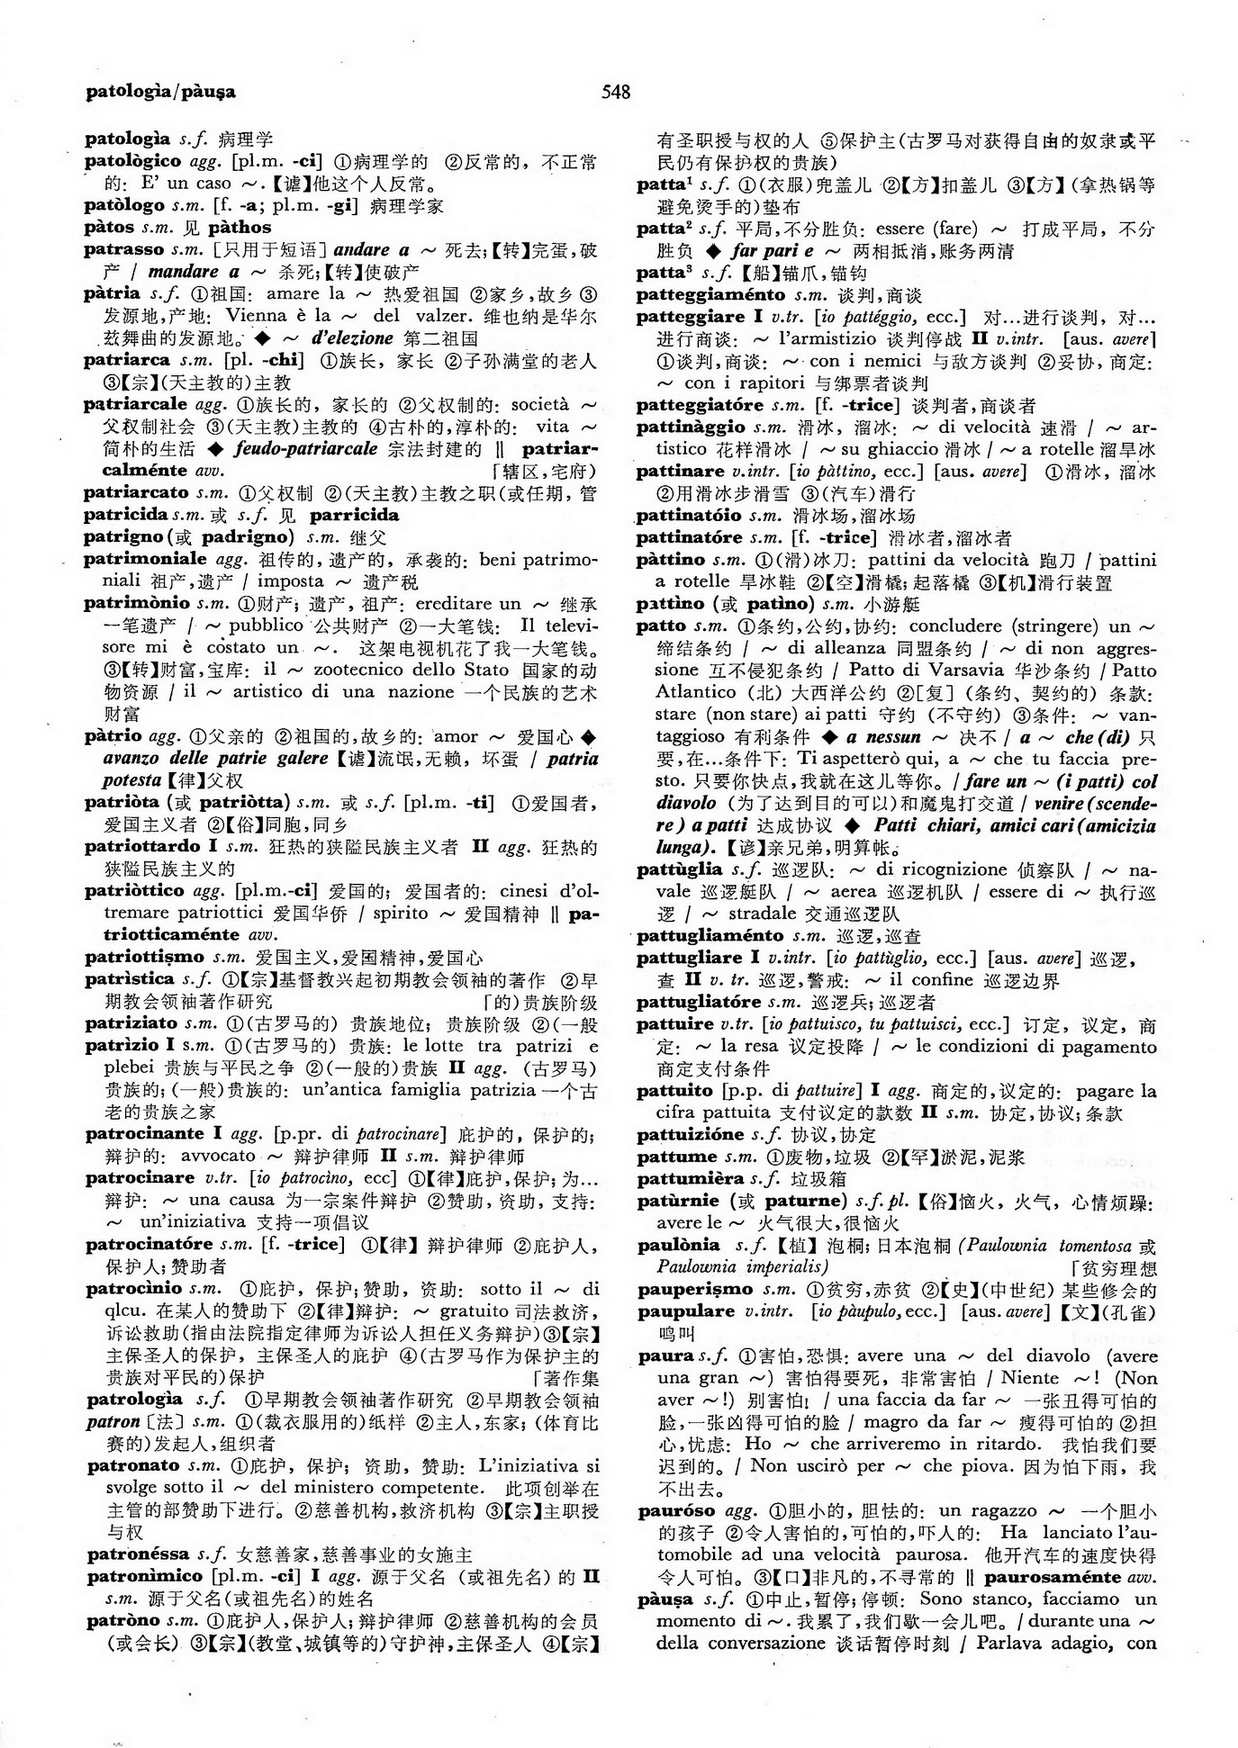 patologìa/pàuşa
548
patologìa s.f. 病理学
patològico agg. [pl.m. -ci] ①病理学的 ②反常的, 不正常
的: E' un caso ～.【谑】他这个人反常。
patòlogo s.m. [f. -a; pl.m. -gi] 病理学家
pàtos s.m. 见 pàthos
patrasso s.m. [只用于短语] andare a ～ 死去;【转】完蛋,破
产 / mandare a ～ 杀死;【转】使破产
pàtria s.f. ①祖国: amare la ～ 热爱祖国 ②家乡,故乡 ③
发源地,产地: Vienna è la ～ del valzer. 维也纳是华尔
兹舞曲的发源地。 ◆ ～ d'elezione 第二祖国
patriarca s.m. [pl. -chi] ①族长, 家长 ②子孙满堂的老人
③【宗】(天主教的)主教
patriarcale agg. ①族长的, 家长的 ②父权制的: società ～
父权制社会 ③(天主教)主教的 ④古朴的,淳朴的: vita ～
简朴的生活 ◆ feudo-patriarcale 宗法封建的 ‖ patriar-
calménte avv. 「辖区,宅府)
patriarcato s.m. ①父权制 ②(天主教)主教之职(或任期, 管
patricida s.m. 或 s.f. 见 parricida
patrigno (或 padrigno) s.m. 继父
patrimoniale agg. 祖传的, 遗产的, 承袭的: beni patrimo-
niali 祖产,遗产 / imposta ～ 遗产税
patrimònio s.m. ①财产; 遗产, 祖产: ereditare un ～ 继承
一笔遗产 / ～ pubblico 公共财产 ②一大笔钱: Il televi-
sore mi è costato un ～. 这架电视机花了我一大笔钱。
③【转】财富,宝库: il ～ zootecnico dello Stato 国家的动
物资源 / il ～ artistico di una nazione 一个民族的艺术
财富
pàtrio agg. ①父亲的 ②祖国的,故乡的: amor ～ 爱国心 ◆
avanzo delle patrie galere 【谑】流氓,无赖, 坏蛋 / patria
potesta【律】父权
patriòta (或 patriòtta) s.m. 或 s.f. [pl.m. -ti] ①爱国者,
爱国主义者 ②【俗】同胞,同乡
patriottardo I s.m. 狂热的狭隘民族主义者 II agg. 狂热的
狭隘民族主义的
patriòttico agg. [pl.m.-ci] 爱国的; 爱国者的: cinesi d'ol-
tremare patriottici 爱国华侨 / spirito ～ 爱国精神 ‖ pa-
triotticaménte avv.
patriottişmo s.m. 爱国主义,爱国精神,爱国心
patrìstica s.f. ①【宗】基督教兴起初期教会领袖的著作 ②早
期教会领袖著作研究 「的)贵族阶级
patriziato s.m. ①(古罗马的) 贵族地位; 贵族阶级 ②(一般
patrìzio I s.m. ①(古罗马的) 贵族: le lotte tra patrizi e
plebei 贵族与平民之争 ②(一般的)贵族 II agg. (古罗马)
贵族的; (一般)贵族的: un'antica famiglia patrizia 一个古
老的贵族之家
patrocinante I agg. [p.pr. di patrocinare] 庇护的, 保护的;
辩护的: avvocato ～ 辩护律师 II s.m. 辩护律师
patrocinare v.tr. [io patrocìno, ecc] ①【律】庇护,保护; 为…
辩护: ～ una causa 为一宗案件辩护 ②赞助, 资助, 支持:
～ un'iniziativa 支持一项倡议
patrocinatóre s.m. [f. -trice] ①【律】 辩护律师 ②庇护人,
保护人; 赞助者
patrocìnio s.m. ①庇护, 保护;赞助, 资助: sotto il ～ di
qlcu. 在某人的赞助下 ②【律】辩护: ～ gratuito 司法救济,
诉讼救助(指由法院指定律师为诉讼人担任义务辩护)③【宗】
主保圣人的保护, 主保圣人的庇护 ④(古罗马作为保护主的
贵族对平民的)保护 「著作集
patrologìa s.f. ①早期教会领袖著作研究 ②早期教会领袖
patron [法] s.m. ①(裁衣服用的)纸样 ②主人,东家; (体育比
赛的)发起人,组织者
patronato s.m. ①庇护, 保护; 资助, 赞助: L'iniziativa si
svolge sotto il ～ del ministero competente. 此项创举在
主管的部赞助下进行。 ②慈善机构,救济机构 ③【宗】主职授
与权
patronéssa s.f. 女慈善家,慈善事业的女施主
patronìmico [pl.m. -ci] I agg. 源于父名 (或祖先名) 的 II
s.m. 源于父名(或祖先名)的姓名
patròno s.m. ①庇护人,保护人; 辩护律师 ②慈善机构的会员
(或会长) ③【宗】(教堂、城镇等的)守护神,主保圣人 ④【宗】
有圣职授与权的人 ⑤保护主(古罗马对获得自由的奴隶或平
民仍有保护权的贵族)
patta¹ s.f. ①(衣服)兜盖儿 ②【方】扣盖儿 ③【方】(拿热锅等
避免烫手的)垫布
patta² s.f. 平局,不分胜负: essere (fare) ～ 打成平局, 不分
胜负 ◆ far pari e ～ 两相抵消,账务两清
patta³ s.f.【船】锚爪,锚钩
patteggiaménto s.m. 谈判,商谈
patteggiare I v.tr. [io pattéggio, ecc.] 对…进行谈判, 对…
进行商谈: ～ l'armistizio 谈判停战 II v.intr. [aus. avere]
①谈判,商谈: ～ con i nemici 与敌方谈判 ②妥协, 商定:
～ con i rapitori 与绑票者谈判
patteggiatóre s.m. [f. -trice] 谈判者,商谈者
pattinàggio s.m. 滑冰, 溜冰: ～ di velocità 速滑 / ～ ar-
tistico 花样滑冰 / ～ su ghiaccio 滑冰 / ～ a rotelle 溜旱冰
pattinare v.intr. [io pàttino, ecc.] [aus. avere] ①滑冰, 溜冰
②用滑冰步滑雪 ③(汽车)滑行
pattinatóio s.m. 滑冰场,溜冰场
pattinatóre s.m. [f. -trice] 滑冰者,溜冰者
pàttino s.m. ①(滑)冰刀: pattini da velocità 跑刀 / pattini
a rotelle 旱冰鞋 ②【空】滑橇; 起落橇 ③【机】滑行装置
pattìno (或 patìno) s.m. 小游艇
patto s.m. ①条约,公约,协约: concludere (stringere) un ～
缔结条约 / ～ di alleanza 同盟条约 / ～ di non aggres-
sione 互不侵犯条约 / Patto di Varsavia 华沙条约 / Patto
Atlantico (北) 大西洋公约 ②[复] (条约、契约的) 条款:
stare (non stare) ai patti 守约 (不守约) ③条件: ～ van-
taggioso 有利条件 ◆ a nessun ～ 决不 / a ～ che (di) 只
要,在…条件下: Ti aspetterò qui, a ～ che tu faccia pre-
sto. 只要你快点,我就在这儿等你。 / fare un ～ (i patti) col
diavolo (为了达到目的可以)和魔鬼打交道 / venire (scende-
re) a patti 达成协议 ◆ Patti chiari, amici cari (amicizia
lunga).【谚】亲兄弟,明算帐。
pattùglia s.f. 巡逻队: ～ di ricognizione 侦察队 / ～ na-
vale 巡逻艇队 / ～ aerea 巡逻机队 / essere di ～ 执行巡
逻 / ～ stradale 交通巡逻队
pattugliaménto s.m. 巡逻,巡查
pattugliare I v.intr. [io pattùglio, ecc.] [aus. avere] 巡逻,
查 II v. tr. 巡逻,警戒: ～ il confine 巡逻边界
pattugliatóre s.m. 巡逻兵; 巡逻者
pattuire v.tr. [io pattuisco, tu pattuisci, ecc.] 订定, 议定, 商
定: ～ la resa 议定投降 / ～ le condizioni di pagamento
商定支付条件
pattuito [p.p. di pattuire] I agg. 商定的,议定的: pagare la
cifra pattuita 支付议定的款数 II s.m. 协定,协议; 条款
pattuizióne s.f. 协议,协定
pattume s.m. ①废物,垃圾 ②【罕】淤泥,泥浆
pattumièra s.f. 垃圾箱
patùrnie (或 paturne) s.f.pl.【俗】恼火, 火气, 心情烦躁:
avere le ～ 火气很大,很恼火
paulònia s.f.【植】泡桐; 日本泡桐 (Paulownia tomentosa 或
Paulownia imperialis) 「贫穷理想
pauperişmo s.m. ①贫穷,赤贫 ②【史】(中世纪) 某些修会的
paupulare v.intr. [io pàupulo, ecc.] [aus. avere]【文】(孔雀)
鸣叫
paura s.f. ①害怕,恐惧: avere una ～ del diavolo (avere
una gran ～) 害怕得要死, 非常害怕 / Niente ～! (Non
aver ～!) 别害怕! / una faccia da far ～ 一张丑得可怕的
脸,一张凶得可怕的脸 / magro da far ～ 瘦得可怕的 ②担
心,忧虑: Ho ～ che arriveremo in ritardo. 我怕我们要
迟到的。 / Non uscirò per ～ che piova. 因为怕下雨, 我
不出去。
pauróso agg. ①胆小的, 胆怯的: un ragazzo ～ 一个胆小
的孩子 ②令人害怕的,可怕的,吓人的: Ha lanciato l'au-
tomobile ad una velocità paurosa. 他开汽车的速度快得
令人可怕。 ③【口】非凡的,不寻常的 ‖ paurosaménte avv.
pàuşa s.f. ①中止,暂停; 停顿: Sono stanco, facciamo un
momento di ～. 我累了,我们歇一会儿吧。 / durante una ～
della conversazione 谈话暂停时刻 / Parlava adagio, con